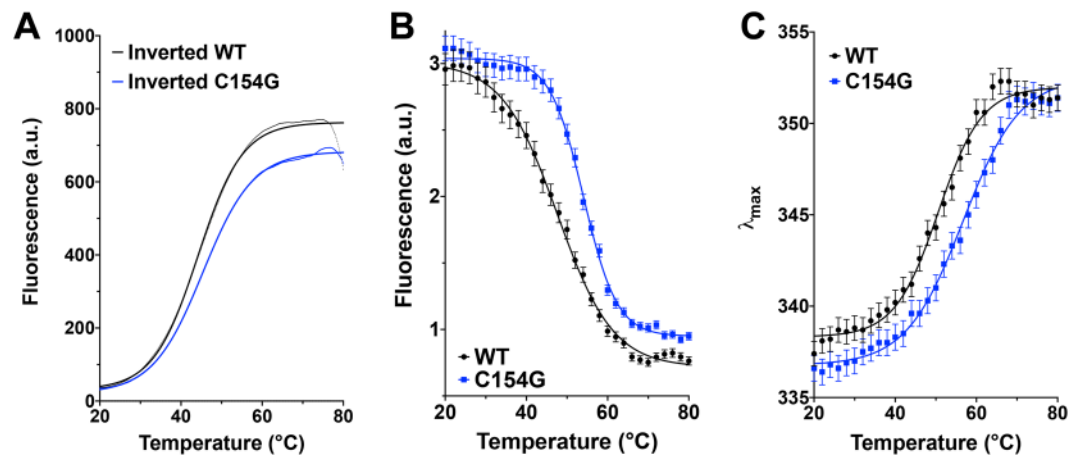 A
1000
800
600
400
200
0
20
40
60
80
Fluorescence (a.u.)
Temperature (°C)
Inverted WT
Inverted C154G
B
3
2
1
20
40
60
80
Fluorescence (a.u.)
Temperature (°C)
WT
C154G
C
355
350
345
340
335
20
40
60
80
λmax
Temperature (°C)
WT
C154G